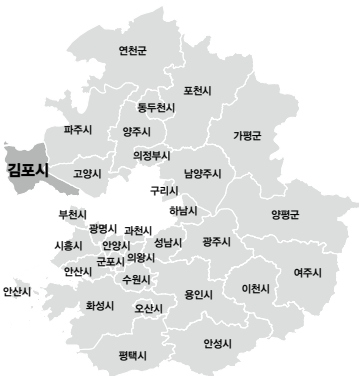 연천군
포천시
동두천시
파주시
양주시
가평군
의정부시
김포시
고양시
남양주시
구리시
부천시
하남시
양평군
광명시
과천시
시흥시
안양시
성남시
광주시
군포시
의왕시
안산시
수원시
여주시
안산시
이천시
용인시
화성시
오산시
안성시
평택시